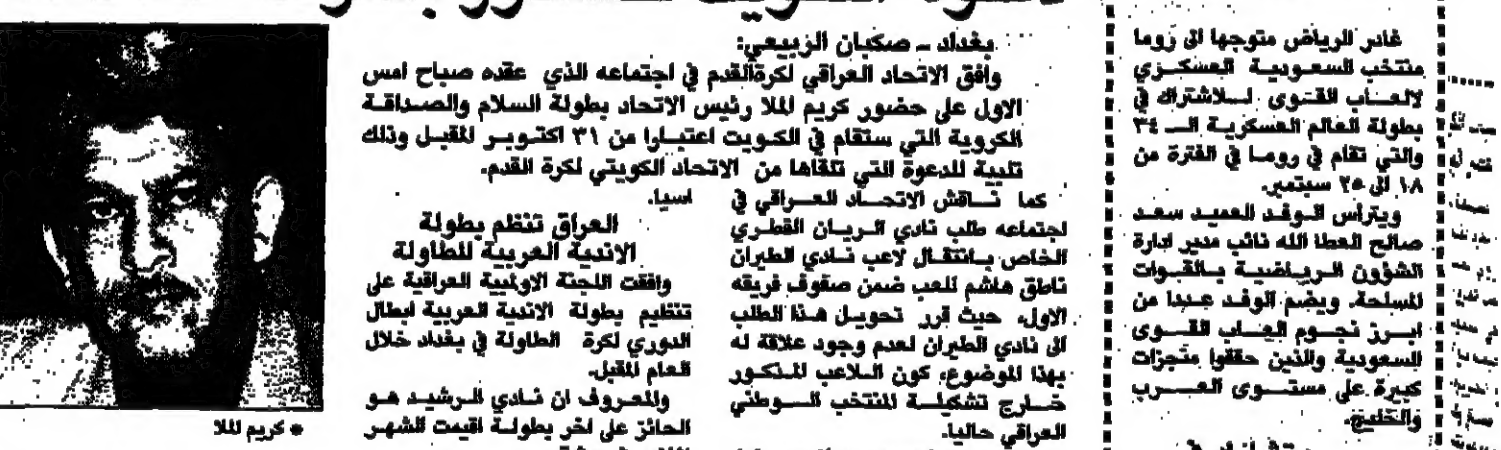 بغداد ـ صكبان الربيعي:
وافق الاتحاد العراقي لكرة القدم في اجتماعه الذي عقده صباح امس
الاول على حضور كريم الملا رئيس الاتحاد بطولة السلام والصداقة
الكروية التي ستقام في الكويت اعتبارا من ٣١ اكتوبر المقبل وذلك
تلبية للدعوة التي تلقاها من الاتحاد الكويتي لكرة القدم.
كما ناقش الاتحاد العراقي في
اجتماعه طلب نادي الريان القطري
الخاص بانتقال لاعب نادي الطيران
ناطق هاشم للعب ضمن صفوف فريقه
الاول، حيث قرر تحويل هذا الطلب
الى نادي الطيران لعدم وجود علاقة له
بهذا الموضوع، كون اللاعب المذكور
خارج تشكيلة المنتخب الوطني
العراقي حاليا.
اسيا.
العراق تنظم بطولة
الاندية العربية للطاولة
وافقت اللجنة الاولمبية العراقية على
تنظيم بطولة الاندية العربية ابطال
الدوري لكرة الطاولة في بغداد خلال
العام المقبل.
والمعروف ان نادي الرشيد هو
الحائز على اخر بطولة اقيمت الشهر
* كريم الملا
غادر الرياض متوجها الى روما
منتخب السعودية العسكري
لالعاب القوى للاشتراك في
بطولة العالم العسكرية الـ ٣٤
والتي تقام في روما في الفترة من
١٨ الى ٢٥ سبتمبر.
ويترأس الوفد العميد سعد
صالح العطا الله نائب مدير ادارة
الشؤون الرياضية بالقوات
المسلحة. ويضم الوفد عددا من
ابرز نجوم العاب القوى
السعودية والذين حققوا منجزات
كبيرة على مستوى العرب
والخليج.